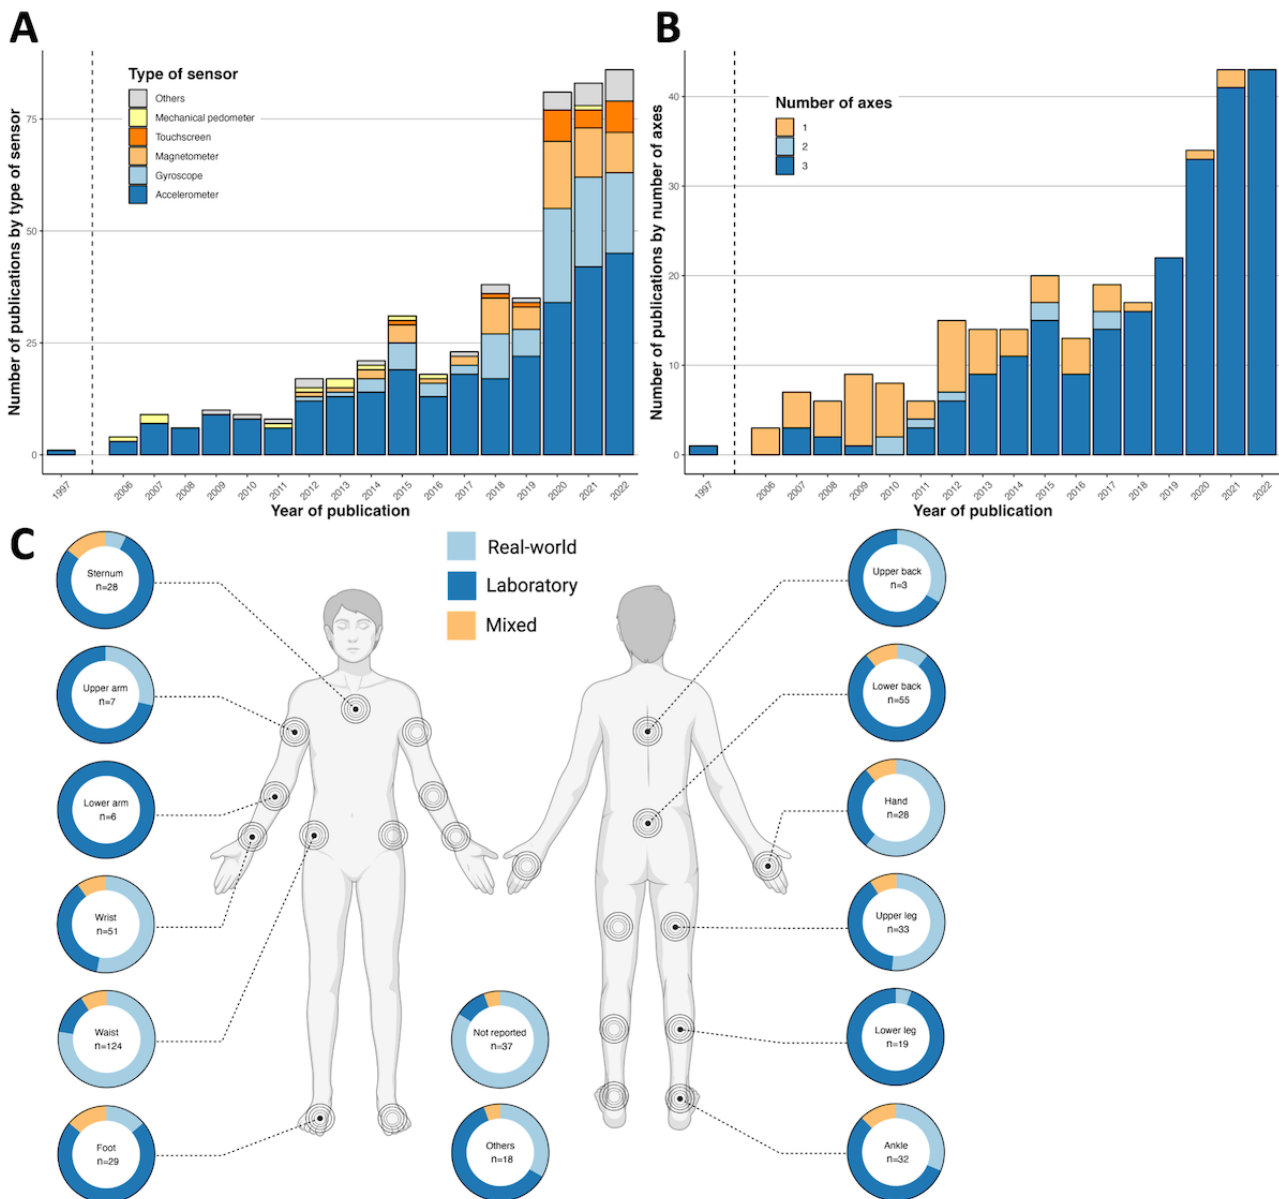 A
Number of publications by type of sensor
75
50
25
0
Type of sensor
Others
Mechanical pedometer
Touchscreen
Magnetometer
Gyroscope
Accelerometer
1997 2006 2007 2008 2009 2010 2011 2012 2013 2014 2015 2016 2017 2018 2019 2020 2021 2022
Year of publication
B
Number of publications by number of axes
40
30
20
10
0
Number of axes
1
2
3
1997 2006 2007 2008 2009 2010 2011 2012 2013 2014 2015 2016 2017 2018 2019 2020 2021 2022
Year of publication
C
Real-world
Laboratory
Mixed
Sternum
n=28
Upper arm
n=7
Lower arm
n=6
Wrist
n=51
Waist
n=124
Foot
n=29
Not reported
n=37
Others
n=18
Upper back
n=3
Lower back
n=55
Hand
n=28
Upper leg
n=33
Lower leg
n=19
Ankle
n=32